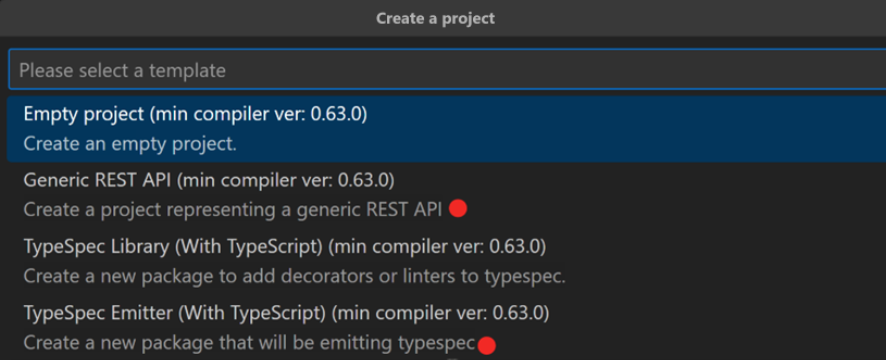 Create a project
Please select a template
Empty project (min compiler ver: 0.63.0)
Create an empty project.
Generic REST API (min compiler ver: 0.63.0)
Create a project representing a generic REST API
TypeSpec Library (With TypeScript) (min compiler ver: 0.63.0)
Create a new package to add decorators or linters to typespec.
TypeSpec Emitter (With TypeScript) (min compiler ver: 0.63.0)
Create a new package that will be emitting typespec